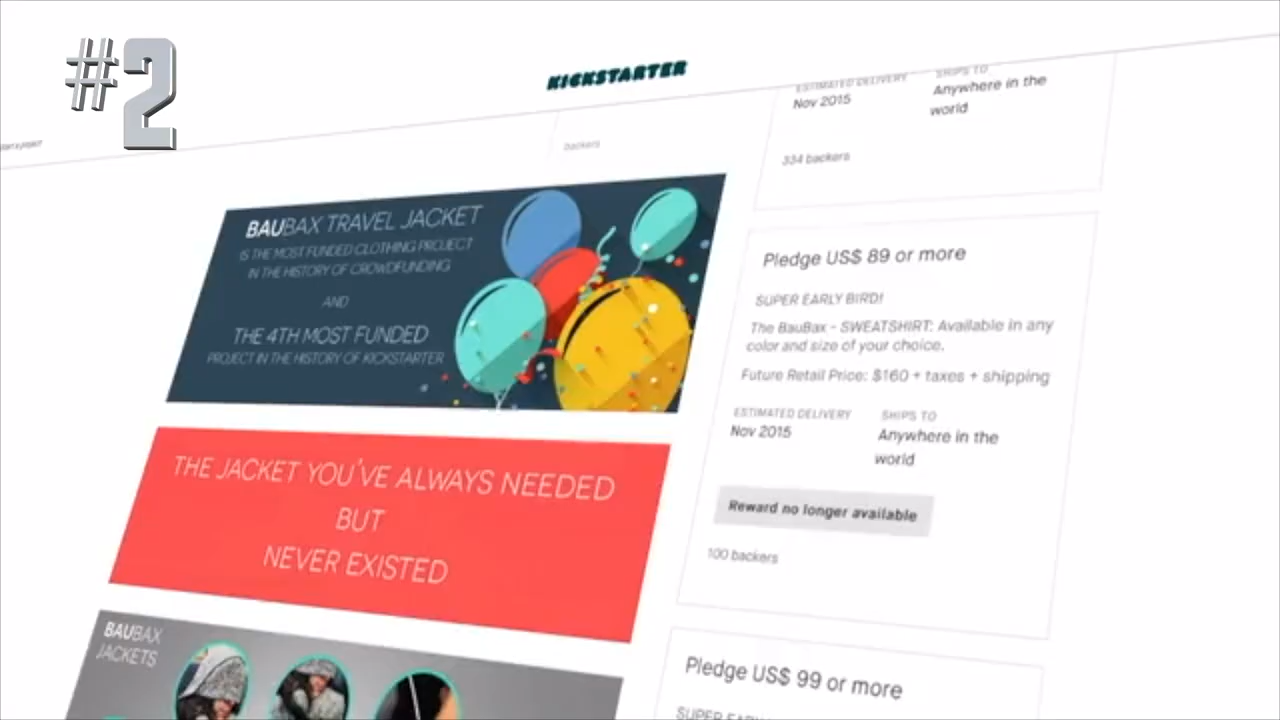 #2
KICKSTARTER
ESTIMATED DELIVERY
SHIPS TO
Nov 2015
Anywhere in the
world
backers
334 backers
BAUBAX TRAVEL JACKET
IS THE MOST FUNDED CLOTHING PROJECT
IN THE HISTORY OF CROWDFUNDING
AND
THE 4TH MOST FUNDED
PROJECT IN THE HISTORY OF KICKSTARTER
THE JACKET YOU'VE ALWAYS NEEDED
BUT
NEVER EXISTED
BAUBAX
JACKETS
Pledge US$ 89 or more
SUPER EARLY BIRD!
The BauBax - SWEATSHIRT: Available in any
color and size of your choice.
Future Retail Price: $160 + taxes + shipping
ESTIMATED DELIVERY
SHIPS TO
Nov 2015
Anywhere in the
world
Reward no longer available
100 backers
Pledge US$ 99 or more
SUPER